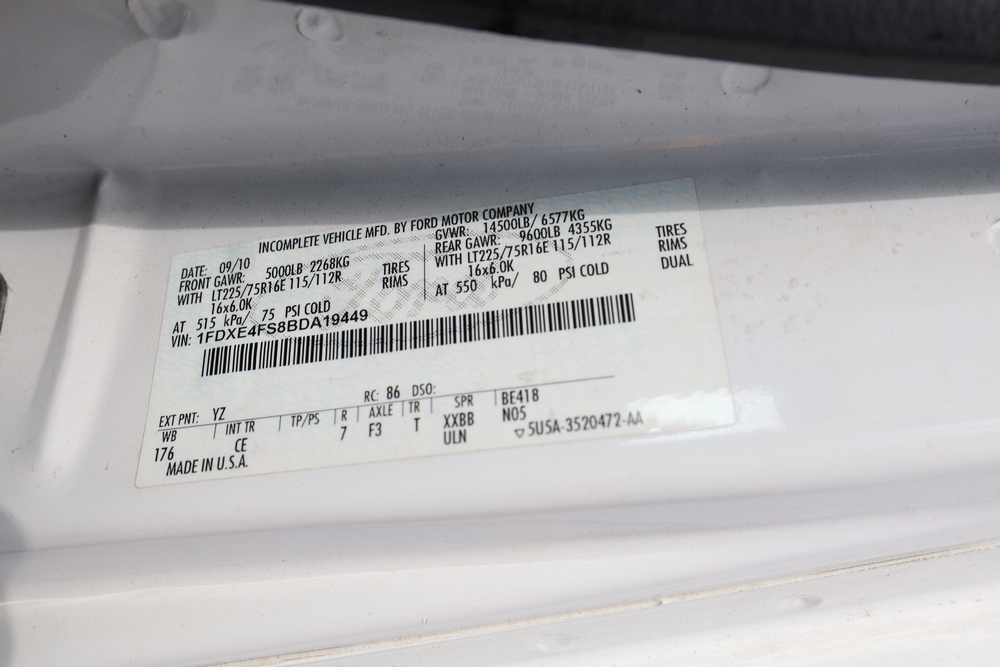 INCOMPLETE VEHICLE MFD. BY FORD MOTOR COMPANY
DATE: 09/10 GVWR: 14500LB/ 6577KG
FRONT GAWR: 5000LB 2268KG REAR GAWR: 9600LB 4355KG
WITH LT225/75R16E 115/112R TIRES WITH LT225/75R16E 115/112R TIRES
16x6.0K RIMS 16x6.0K RIMS
AT 515 kPa/ 75 PSI COLD AT 550 kPa/ 80 PSI COLD DUAL
VIN: 1FDXE4FS8BDA19449
EXT PNT: YZ RC: 86 DSO:
WB INT TR TP/PS R AXLE TR SPR BE418
176 CE 7 F3 T XXBB N05
ULN ▽5U5A-3520472-AA
MADE IN U.S.A.